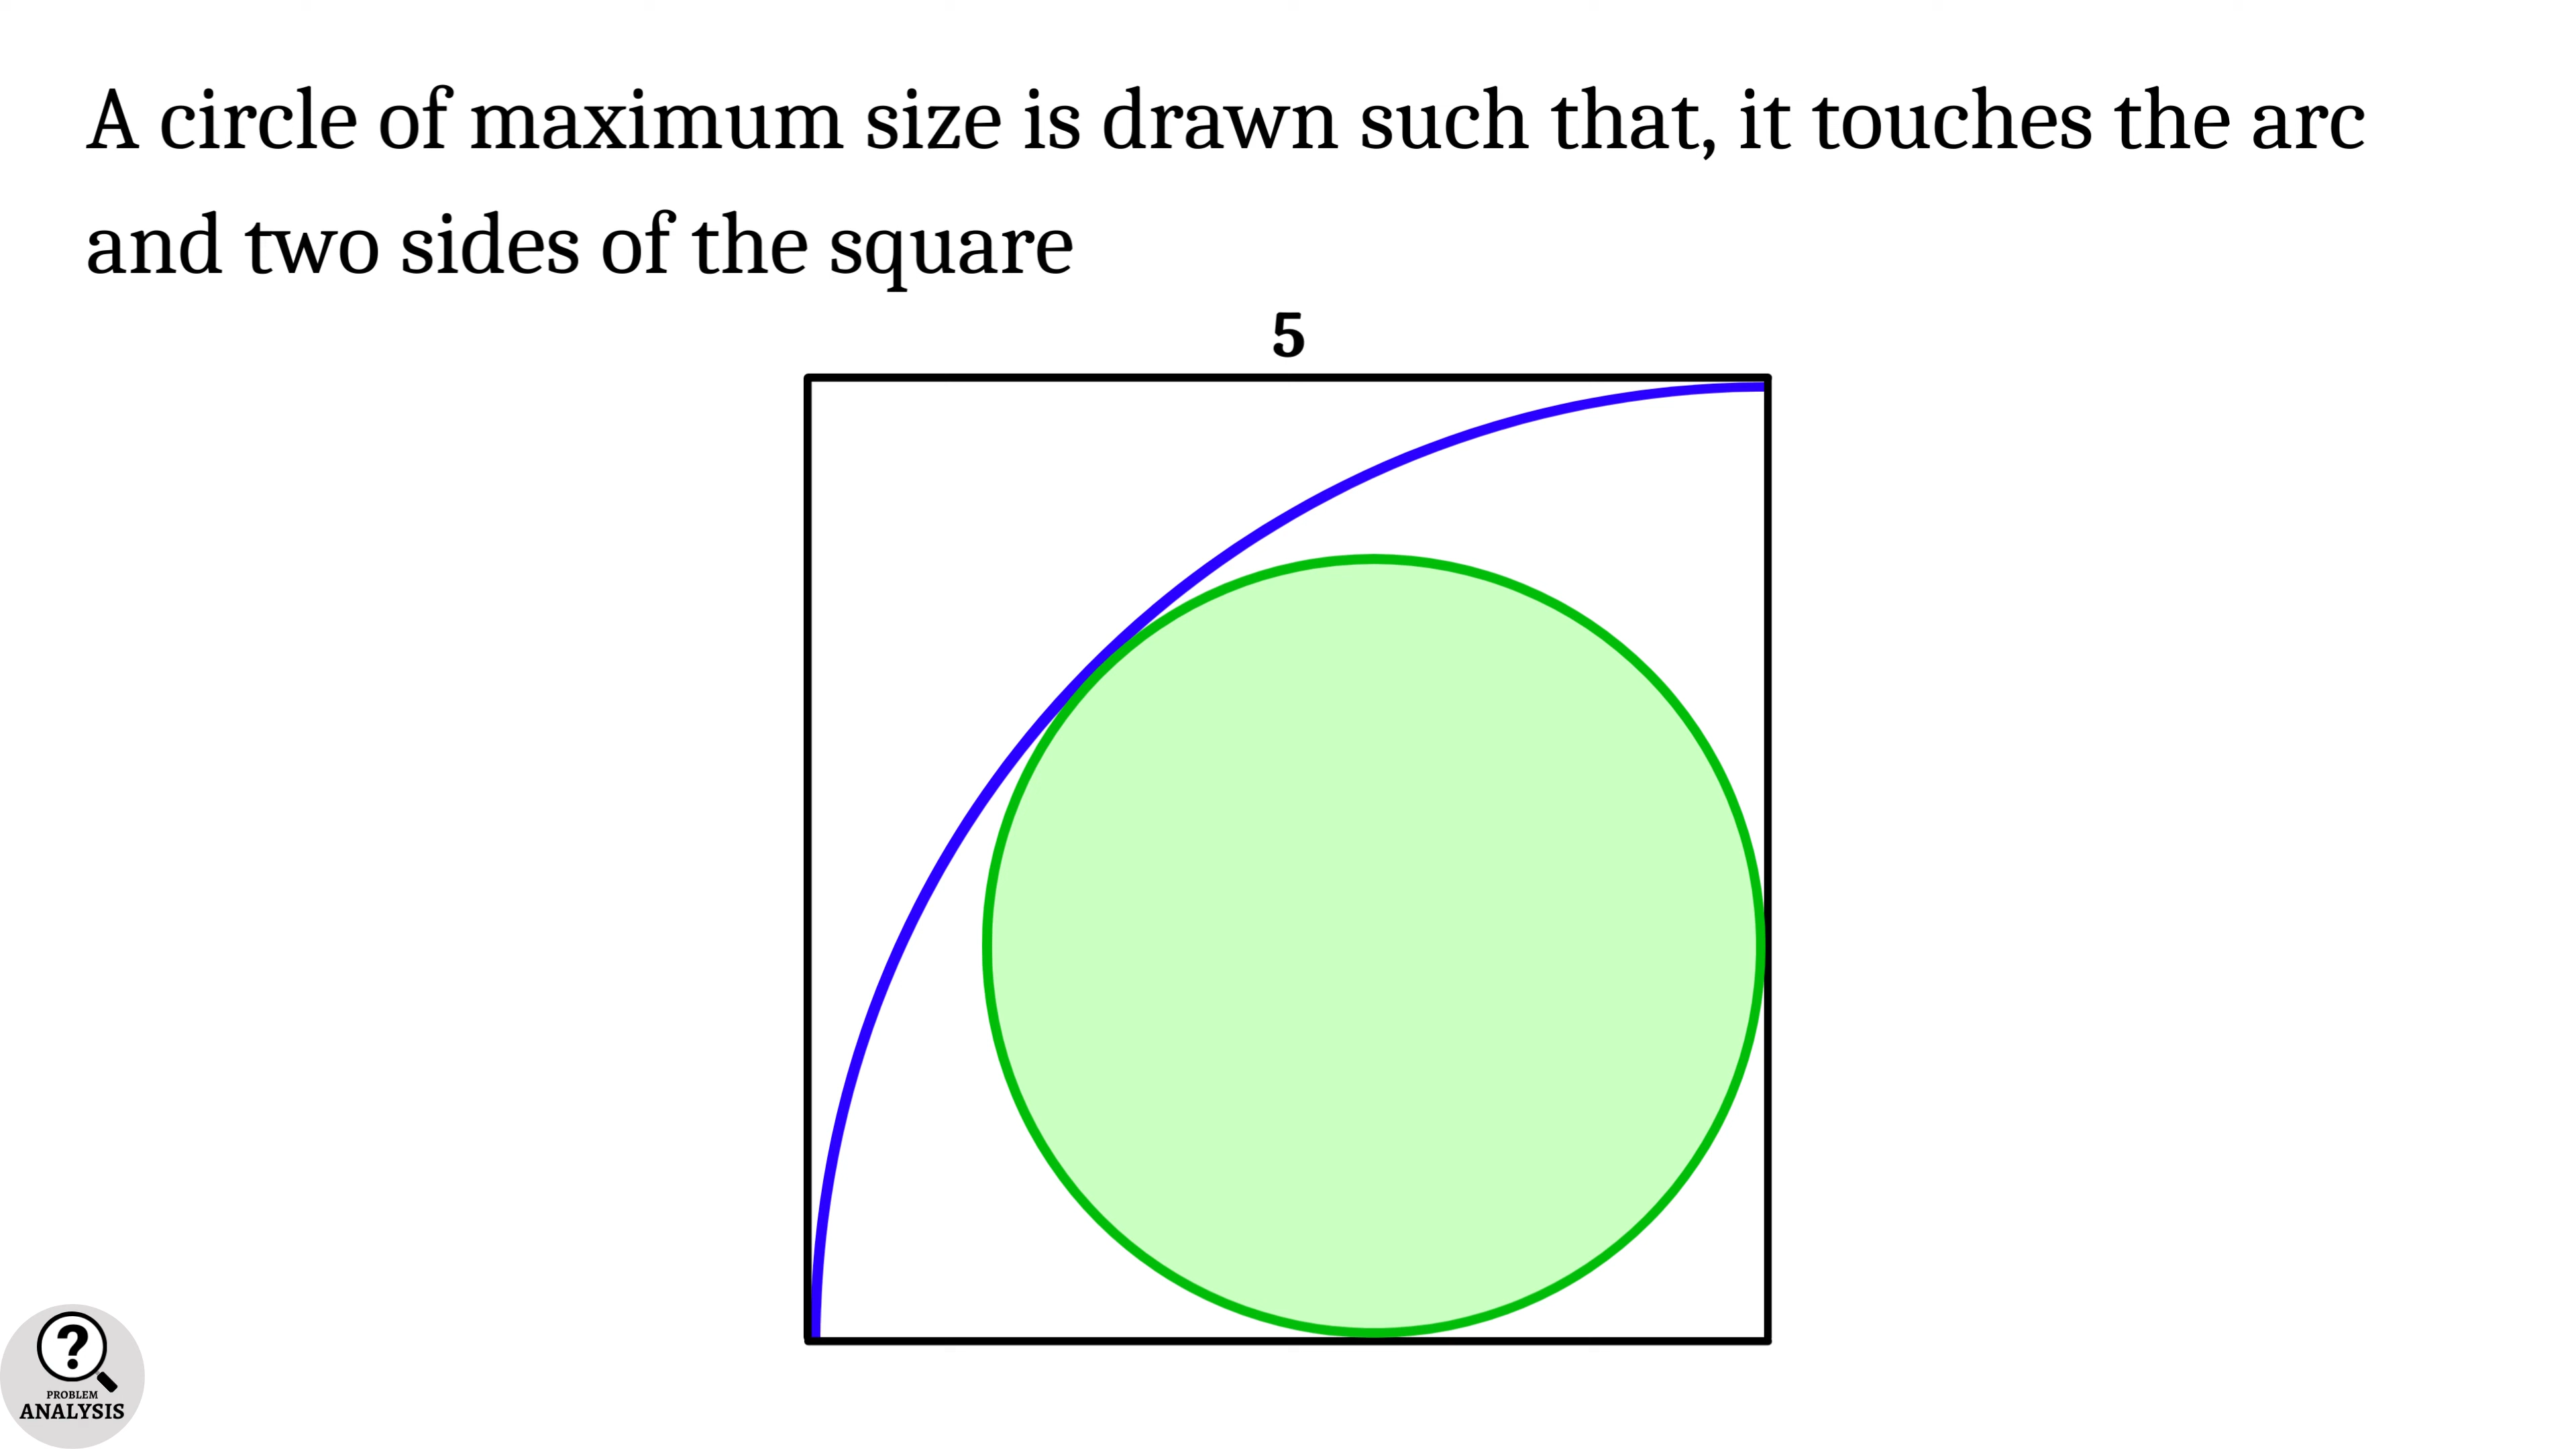 A circle of maximum size is drawn such that, it touches the arc
and two sides of the square
5
?
PROBLEM
ANALYSIS